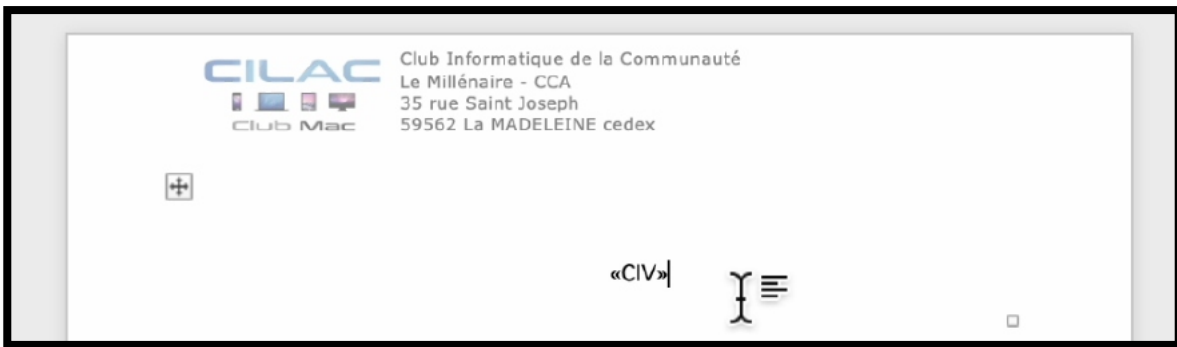 CILAC
Club Mac
Club Informatique de la Communauté
Le Millénaire - CCA
35 rue Saint Joseph
59562 La MADELEINE cedex
«CIV»